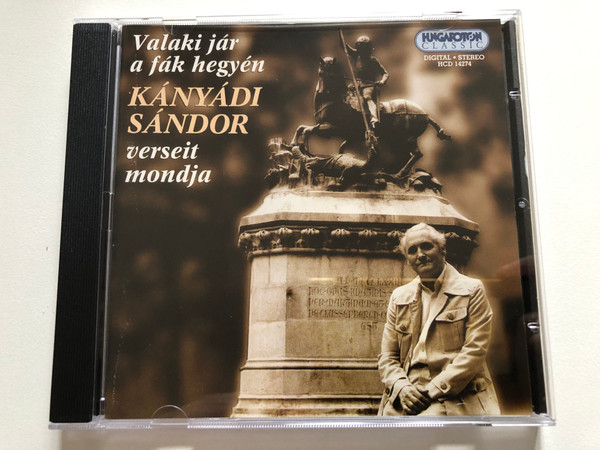 Valaki jár
a fák hegyén
KÁNYÁDI
SÁNDOR
verseit
mondja
HUNGAROTON
CLASSIC
DIGITAL • STEREO
HCD 14274